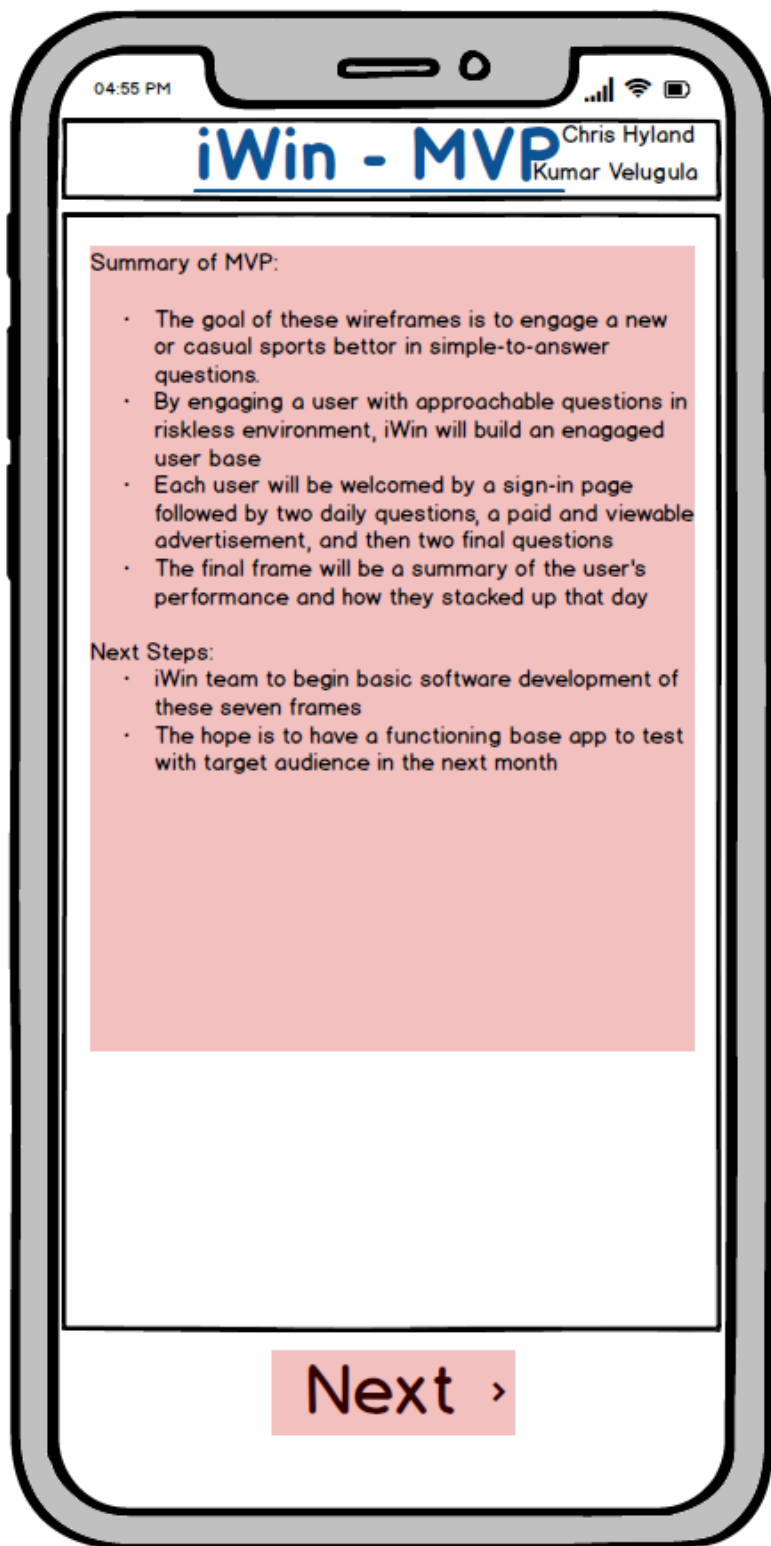 04:55 PM
iWin - MVP
Chris Hyland
Kumar Velugula
Summary of MVP:
· The goal of these wireframes is to engage a new
or casual sports bettor in simple-to-answer
questions.
· By engaging a user with approachable questions in
riskless environment, iWin will build an enagaged
user base
· Each user will be welcomed by a sign-in page
followed by two daily questions, a paid and viewable
advertisement, and then two final questions
· The final frame will be a summary of the user's
performance and how they stacked up that day
Next Steps:
· iWin team to begin basic software development of
these seven frames
· The hope is to have a functioning base app to test
with target audience in the next month
Next ›